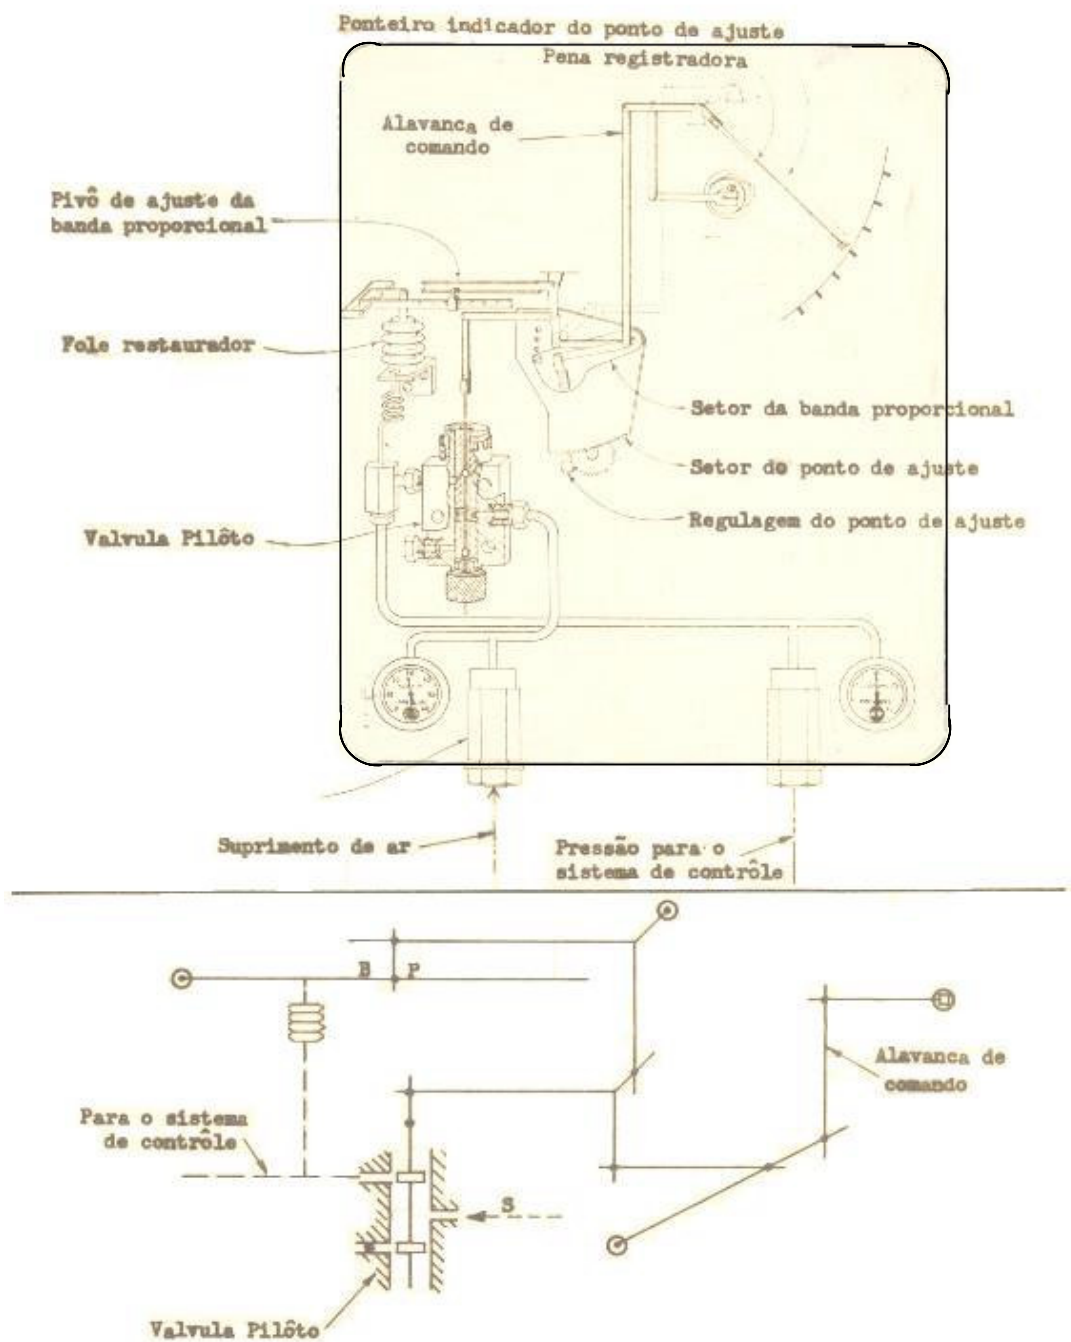 Ponteiro indicador do ponto de ajuste
Pena registradora
Alavanca de
comando
Pivô de ajuste da
banda proporcional
Fole restaurador
Setor da banda proporcional
Setor do ponto de ajuste
Regulagem do ponto de ajuste
Valvula Pilôto
Suprimento de ar
Pressão para o
sistema de contrôle
B P
Alavanca de
comando
Para o sistema
de contrôle
S
Valvula Pilôto